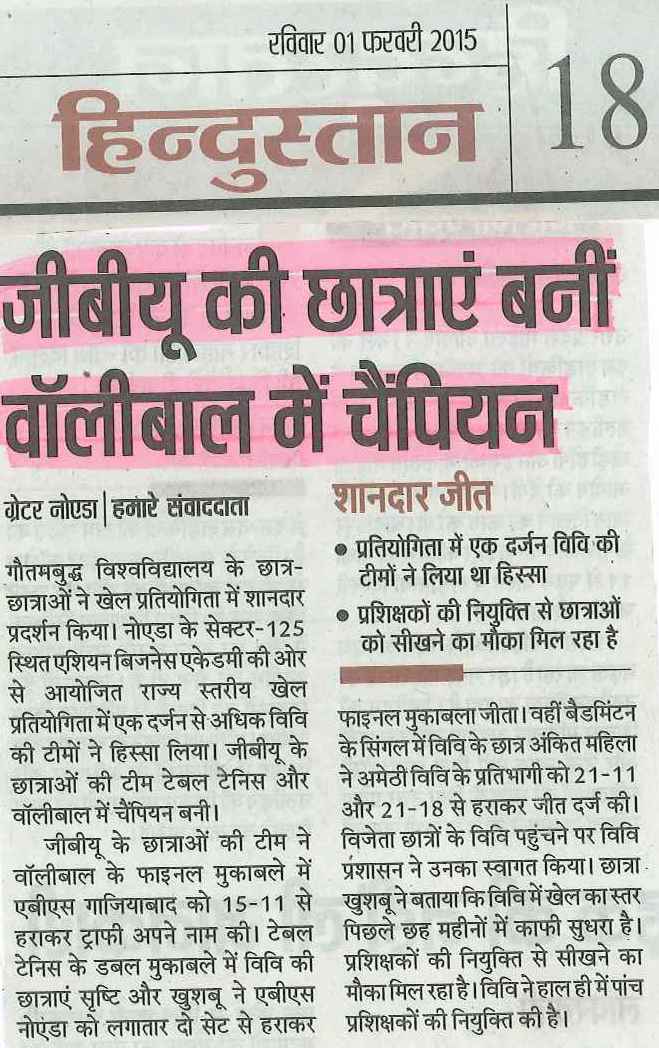 रविवार 01 फरवरी 2015
18
हिन्दुस्तान
जीबीयू की छात्राएं बनीं
वॉलीबाल में चैंपियन
ग्रेटर नोएडा | हमारे संवाददाता
गौतमबुद्ध विश्वविद्यालय के छात्र-
छात्राओं ने खेल प्रतियोगिता में शानदार
प्रदर्शन किया। नोएडा के सेक्टर-125
स्थित एशियन बिजनेस एकेडमी की ओर
से आयोजित राज्य स्तरीय खेल
प्रतियोगिता में एक दर्जन से अधिक विवि
की टीमों ने हिस्सा लिया। जीबीयू के
छात्राओं की टीम टेबल टेनिस और
वॉलीबाल में चैंपियन बनी।
जीबीयू के छात्राओं की टीम ने
वॉलीबाल के फाइनल मुकाबले में
एबीएस गाजियाबाद को 15-11 से
हराकर ट्राफी अपने नाम की। टेबल
टेनिस के डबल मुकाबले में विवि की
छात्राएं सृष्टि और खुशबू ने एबीएस
नोएडा को लगातार दो सेट से हराकर
शानदार जीत
● प्रतियोगिता में एक दर्जन विवि की
टीमों ने लिया था हिस्सा
● प्रशिक्षकों की नियुक्ति से छात्राओं
को सीखने का मौका मिल रहा है
फाइनल मुकाबला जीता। वहीं बैडमिंटन
के सिंगल में विवि के छात्र अंकित महिला
ने अमेठी विवि के प्रतिभागी को 21-11
और 21-18 से हराकर जीत दर्ज की।
विजेता छात्रों के विवि पहुंचने पर विवि
प्रशासन ने उनका स्वागत किया। छात्रा
खुशबू ने बताया कि विवि में खेल का स्तर
पिछले छह महीनों में काफी सुधरा है।
प्रशिक्षकों की नियुक्ति से सीखने का
मौका मिल रहा है। विवि ने हाल ही में पांच
प्रशिक्षकों की नियुक्ति की है।